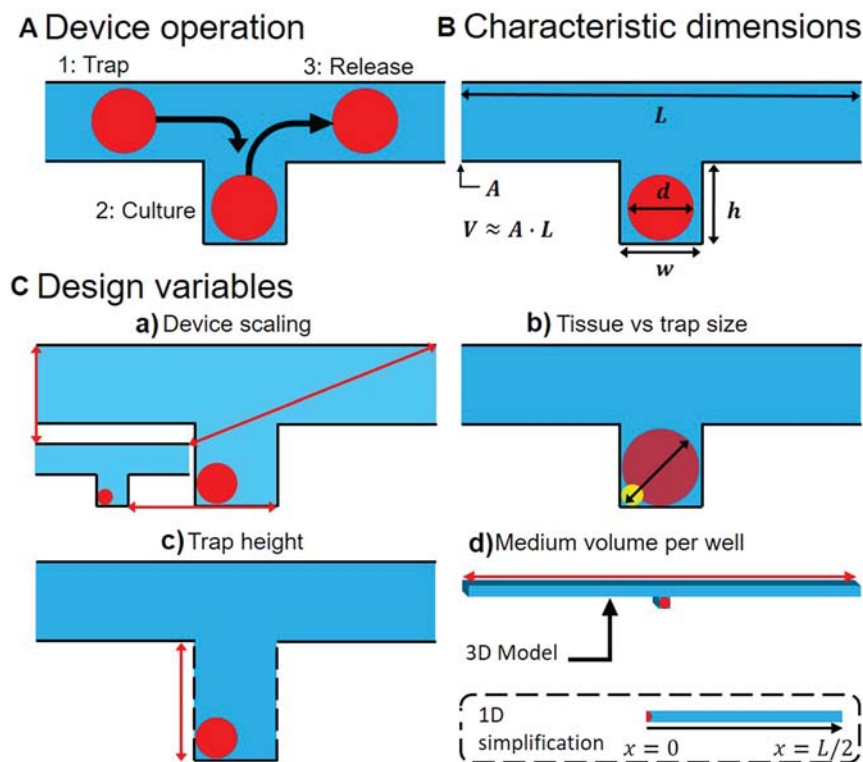 A Device operation
1: Trap
3: Release
2: Culture
B Characteristic dimensions
L
A
d
h
V ≈ A · L
w
C Design variables
a) Device scaling
b) Tissue vs trap size
c) Trap height
d) Medium volume per well
3D Model
1D
simplification
x = 0
x = L/2